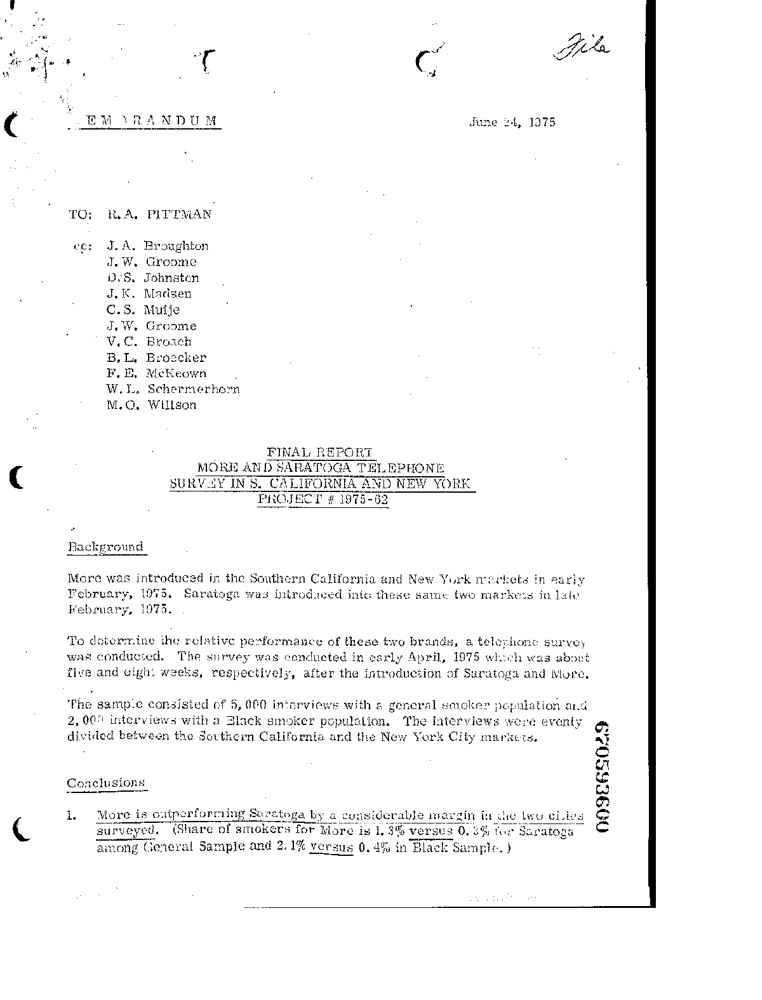 File
EMORANDUM
June 24, 1975
TO: R.A. PITTMAN
cc: J. A. Broughton
J. W. Groome
D. S. Johnston
J. K. Madsen
C. S. Muije
J. W. Groome
V. C. Broach
B. L. Broecker
F. E. McKeown
W. L. Schermerhorn
M. O. Willson
FINAL REPORT
MORE AND SARATOGA TELEPHONE
SURVEY IN S. CALIFORNIA AND NEW YORK
PROJECT # 1975-62
Background
More was introduced in the Southern California and New York markets in early
February, 1975. Saratoga was introduced into these same two markets in late
February, 1975.
To determine the relative performance of these two brands, a telephone survey
was conducted. The survey was conducted in early April, 1975 which was about
five and eight weeks, respectively, after the introduction of Saratoga and More.
The sample consisted of 5,000 interviews with a general smoker population and
2,000 interviews with a Black smoker population. The interviews were evenly
divided between the Southern California and the New York City markets.
Conclusions
1. More is outperforming Saratoga by a considerable margin in the two cities
surveyed. (Share of smokers for More is 1.3% versus 0.3% for Saratoga
among General Sample and 2.1% versus 0.4% in Black Sample.)
670593600